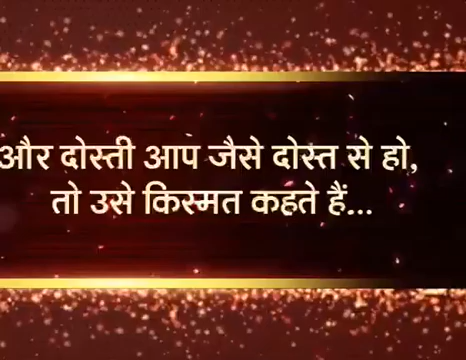 और दोस्ती आप जैसे दोस्त से हो,
तो उसे किस्मत कहते हैं...